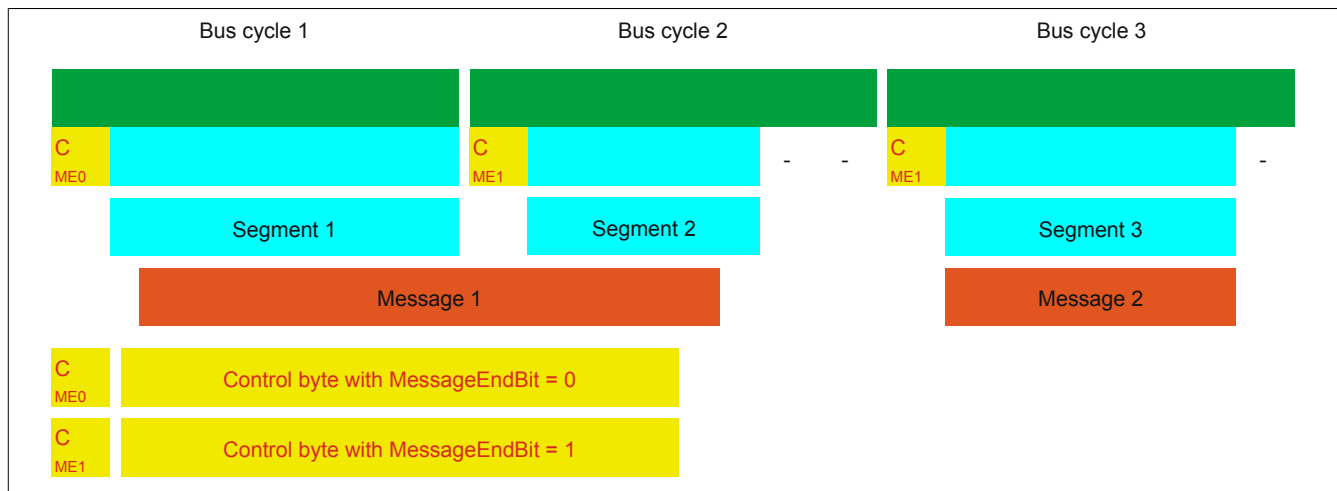 Bus cycle 1
Bus cycle 2
Bus cycle 3
C
ME0
C
ME1
-
-
C
ME1
-
Segment 1
Segment 2
Segment 3
Message 1
Message 2
C
ME0
Control byte with MessageEndBit = 0
C
ME1
Control byte with MessageEndBit = 1